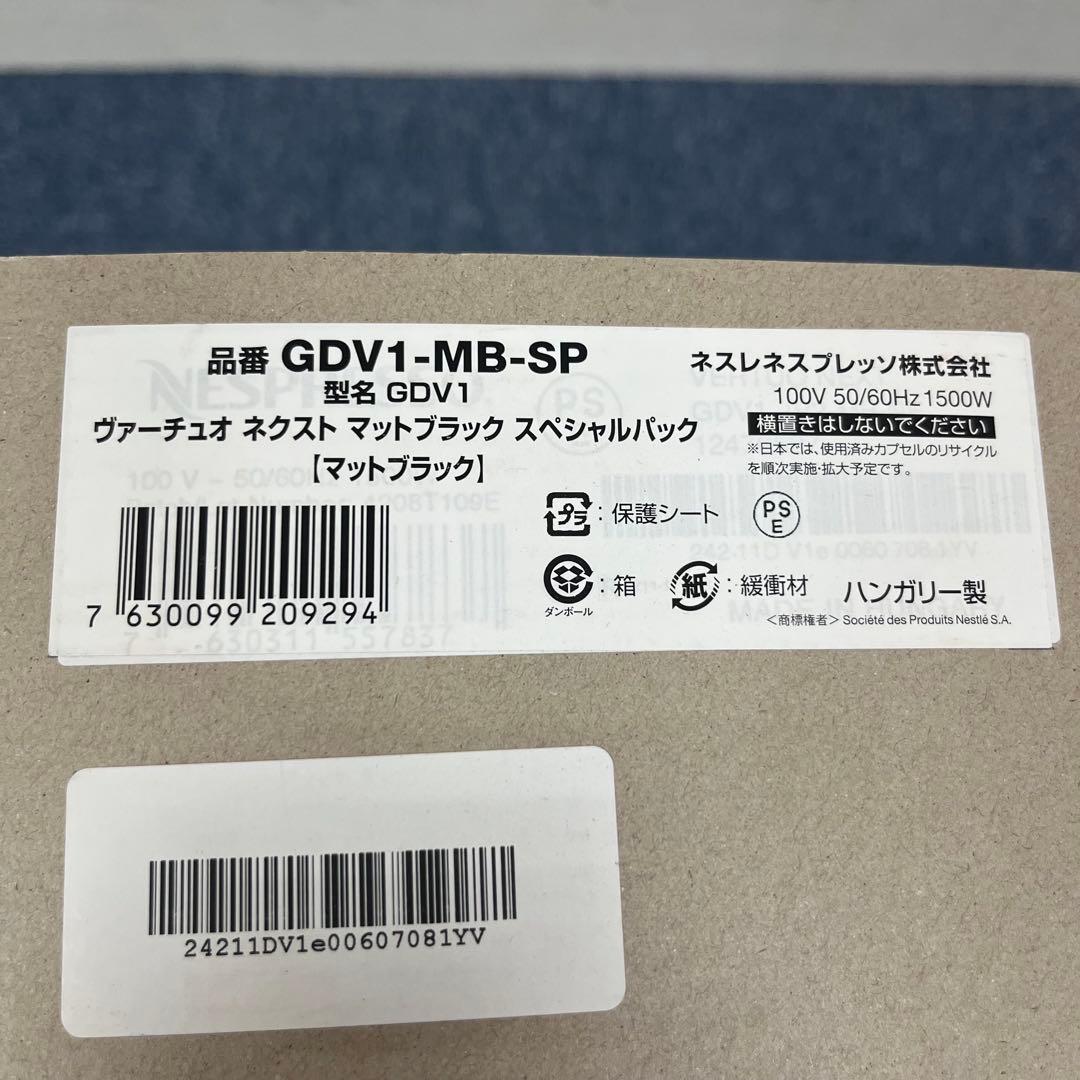 品番 GDV1-MB-SP
型名 GDV1
ヴァーチュオ ネクスト マットブラック スペシャルパック
【マットブラック】
7 630099 209294
ネスレネスプレッソ株式会社
100V 50/60Hz 1500W
横置きはしないでください
※日本では、使用済みカプセルのリサイクル
を順次実施・拡大予定です。
プラ : 保護シート
PS
E
ダンボール : 箱
紙 : 緩衝材
ハンガリー製
＜商標権者＞ Société des Produits Nestlé S.A.
NESPRESSO
100 V - 50/60
7 630311 557837
24211DV1e00607081YV